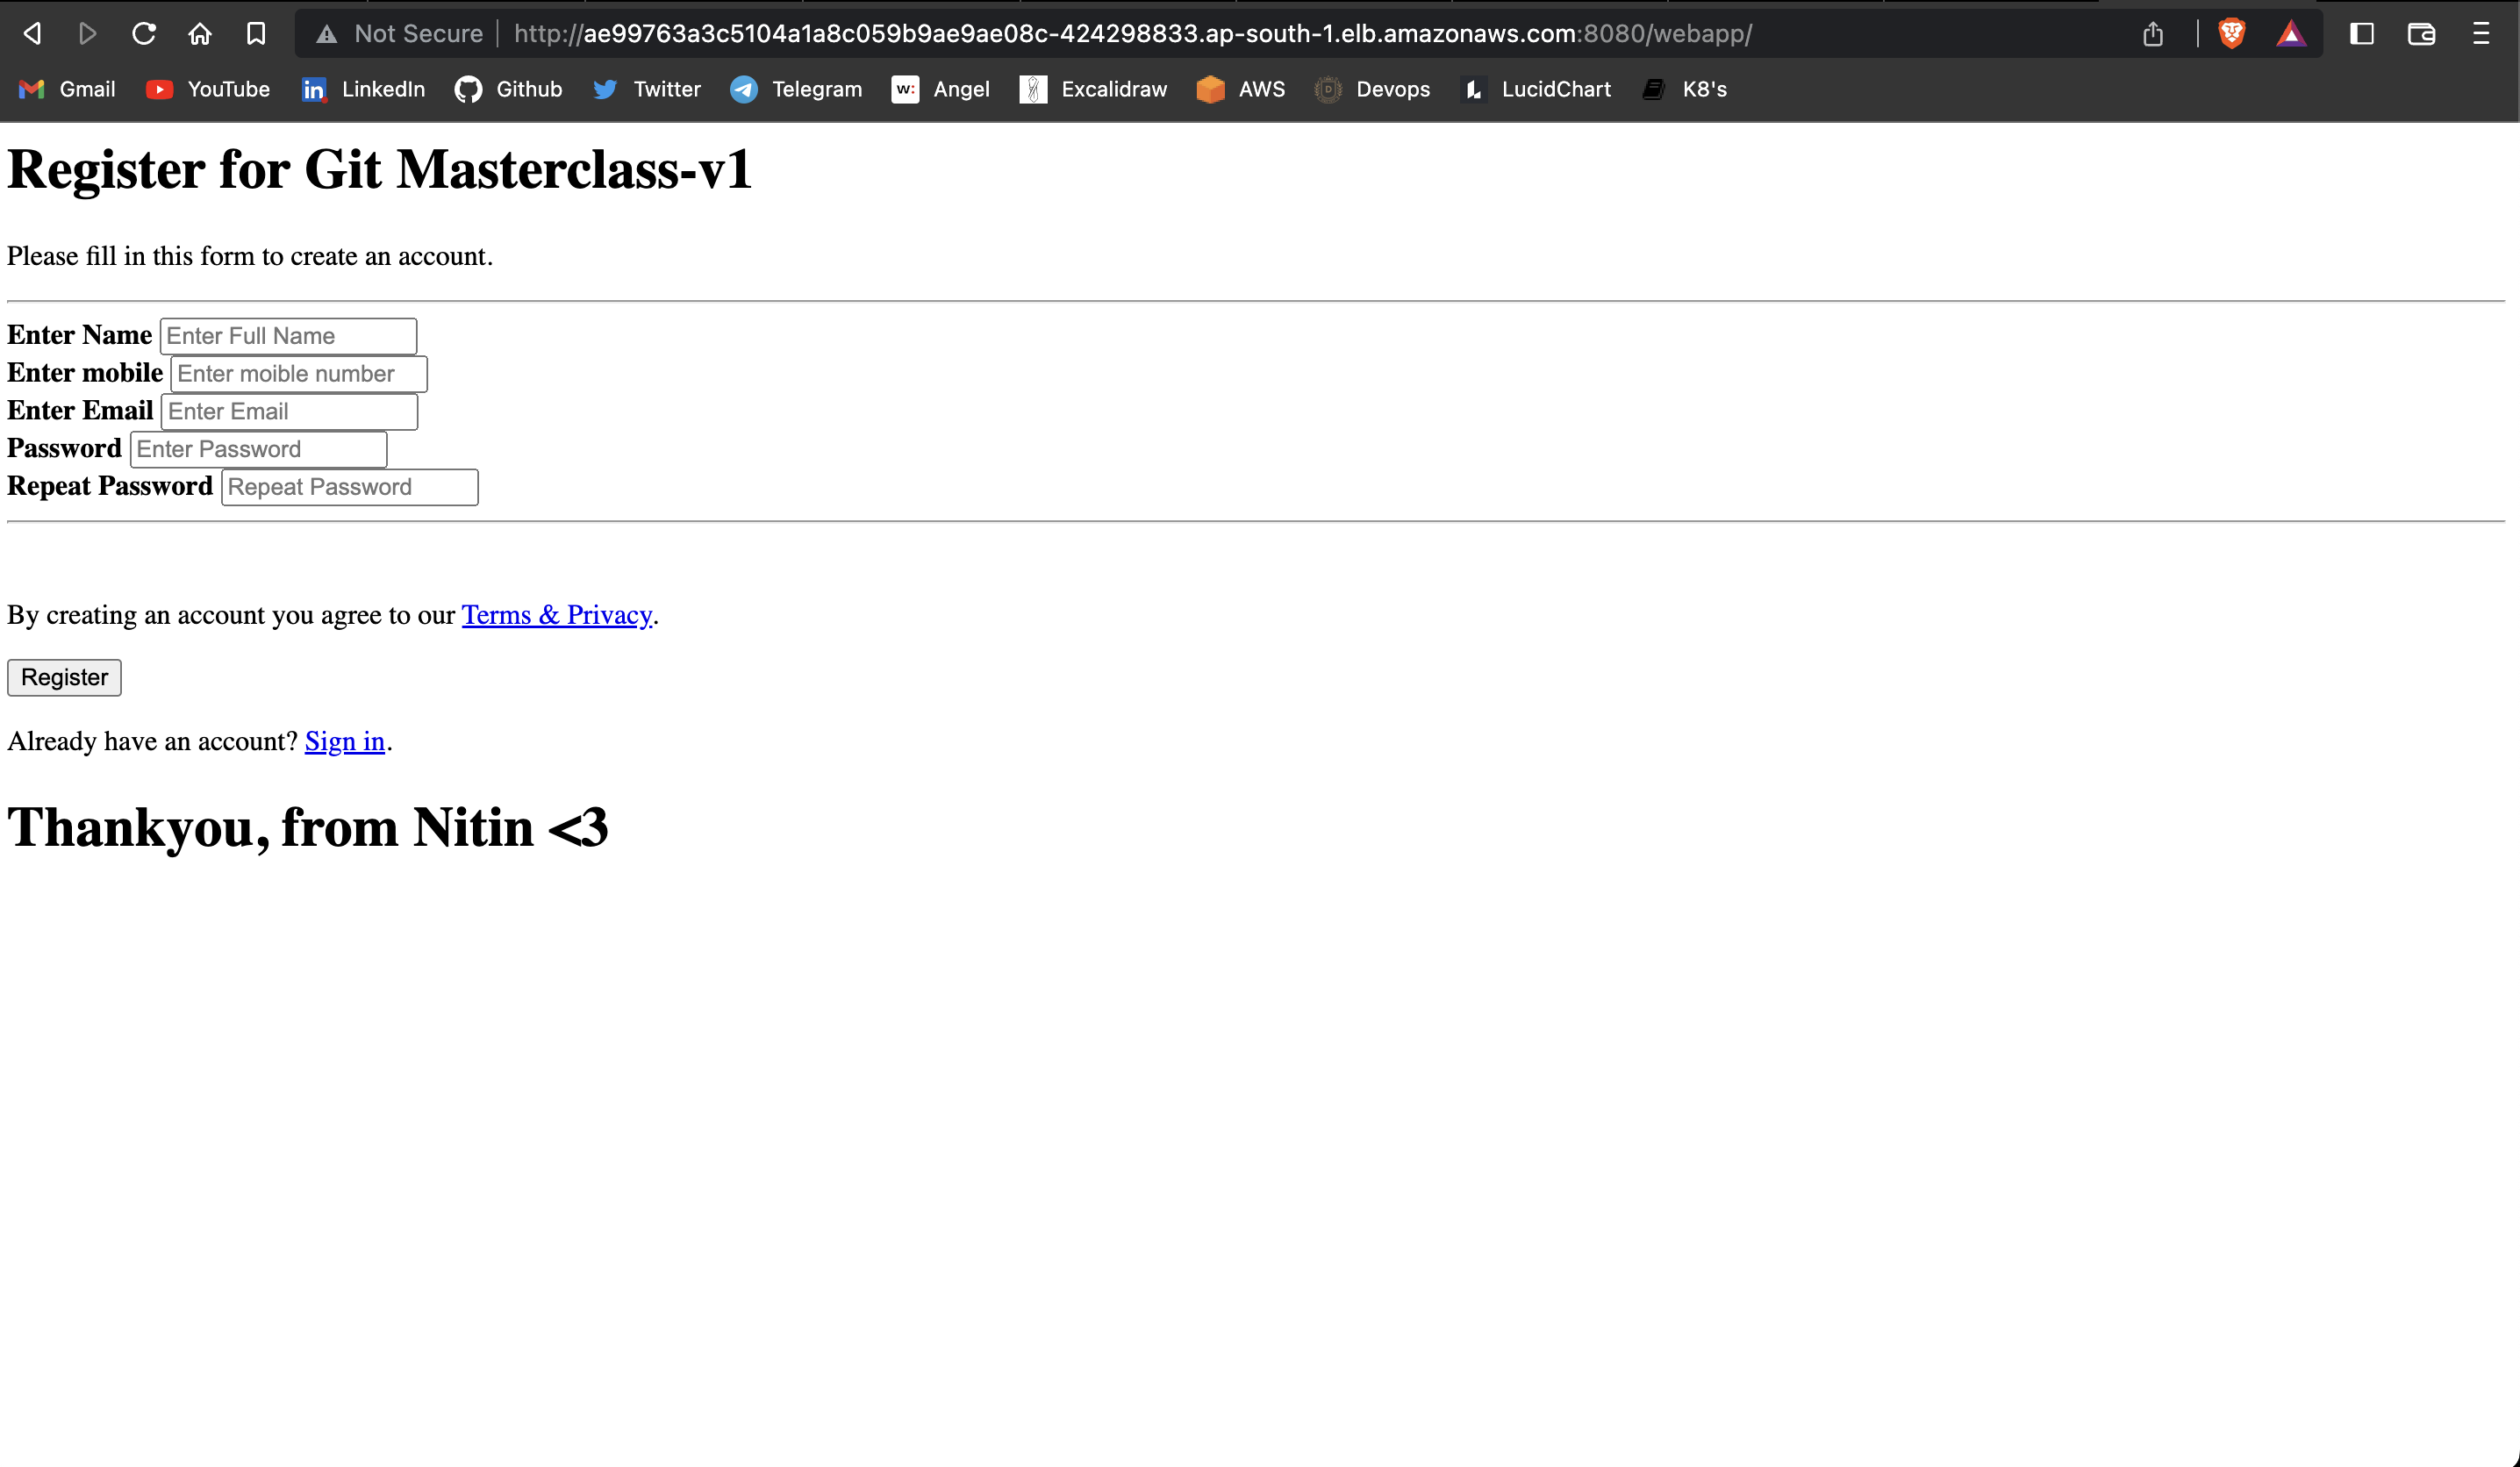 Not Secure http://ae99763a3c5104a1a8c059b9ae9ae08c-424298833.ap-south-1.elb.amazonaws.com:8080/webapp/
Gmail YouTube in LinkedIn Github Twitter Telegram w: Angel Excalidraw AWS D Devops LucidChart K8's
Register for Git Masterclass-v1
Please fill in this form to create an account.
Enter Name Enter Full Name
Enter mobile Enter moible number
Enter Email Enter Email
Password Enter Password
Repeat Password Repeat Password
By creating an account you agree to our Terms & Privacy.
Register
Already have an account? Sign in.
Thankyou, from Nitin <3